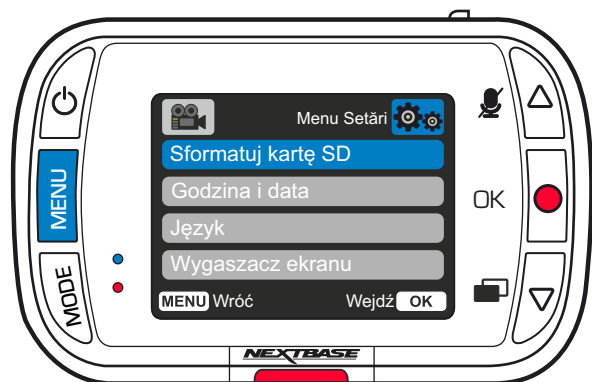 Menu Setări
Sformatuj kartę SD
Godzina i data
Język
Wygaszacz ekranu
MENU Wróć
Wejdź OK
MENU
MODE
OK
NEXTBASE